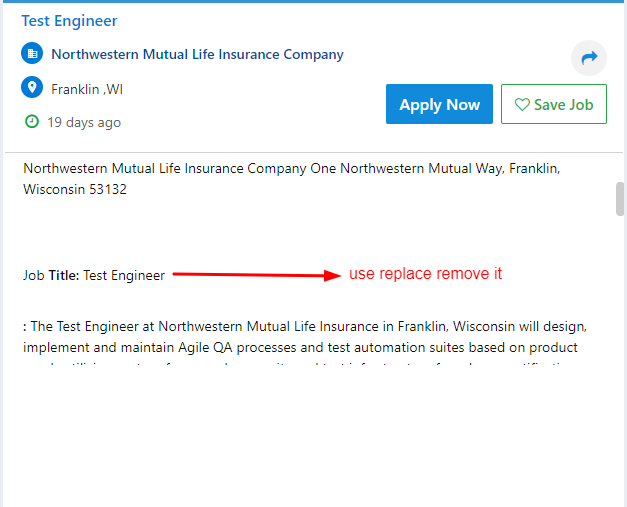 Test Engineer
Northwestern Mutual Life Insurance Company
Franklin ,WI
Apply Now
Save Job
19 days ago
Northwestern Mutual Life Insurance Company One Northwestern Mutual Way, Franklin,
Wisconsin 53132
Job Title: Test Engineer
use replace remove it
: The Test Engineer at Northwestern Mutual Life Insurance in Franklin, Wisconsin will design,
implement and maintain Agile QA processes and test automation suites based on product